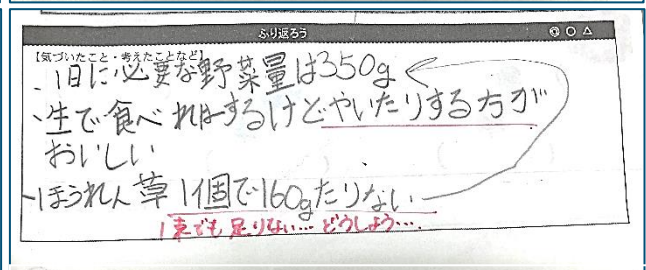 ふり返ろう ◎ ○ △
【気づいたこと・考えたことなど】
、1日に必要な野菜量は350g
、生で食べれはするけどやいたりする方が
おいしい
ほうれん草1個で160gたりない
1束でも足りない…どうしよう…